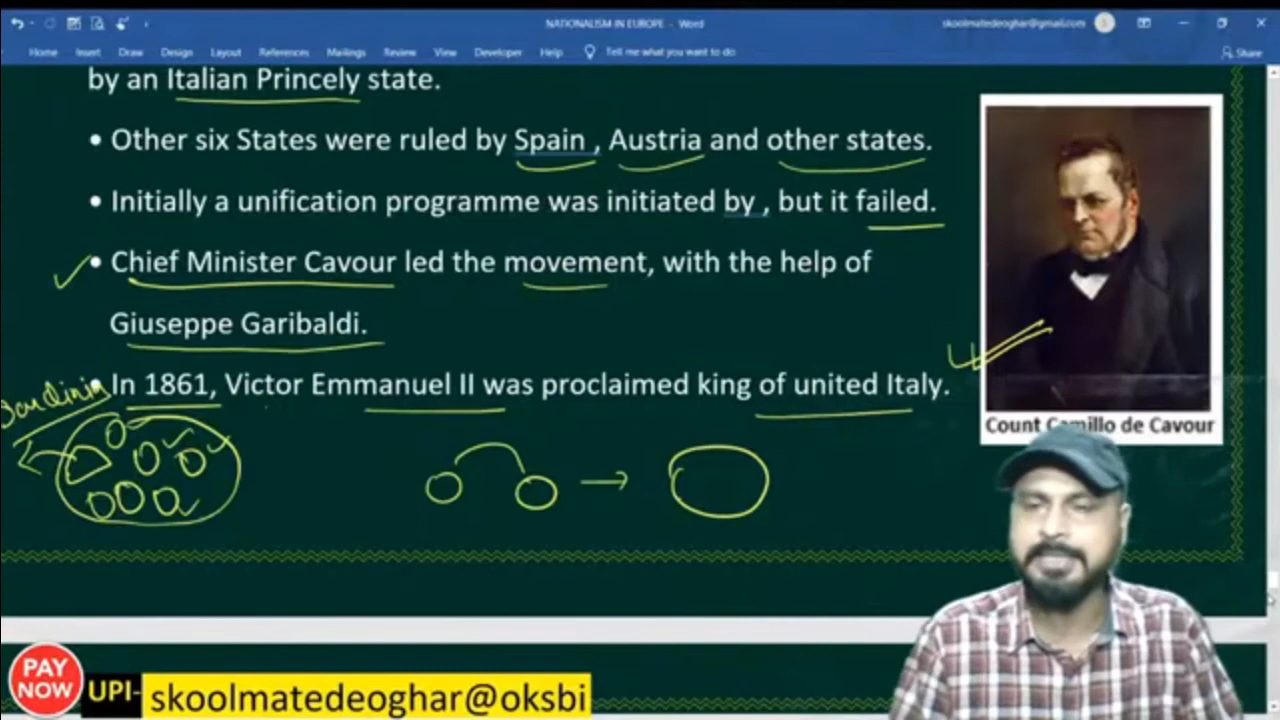 NATIONALISM IN EUROPE - Word
skoolmatedeoghar@gmail.com
Home Insert Draw Design Layout References Mailings Review View Developer Help Tell me what you want to do Share
by an Italian Princely state.
• Other six States were ruled by Spain , Austria and other states.
• Initially a unification programme was initiated by , but it failed.
• Chief Minister Cavour led the movement, with the help of
Giuseppe Garibaldi.
• In 1861, Victor Emmanuel II was proclaimed king of united Italy.
Sardinia
Count Camillo de Cavour
PAY
NOW
UPI- skoolmatedeoghar@oksbi